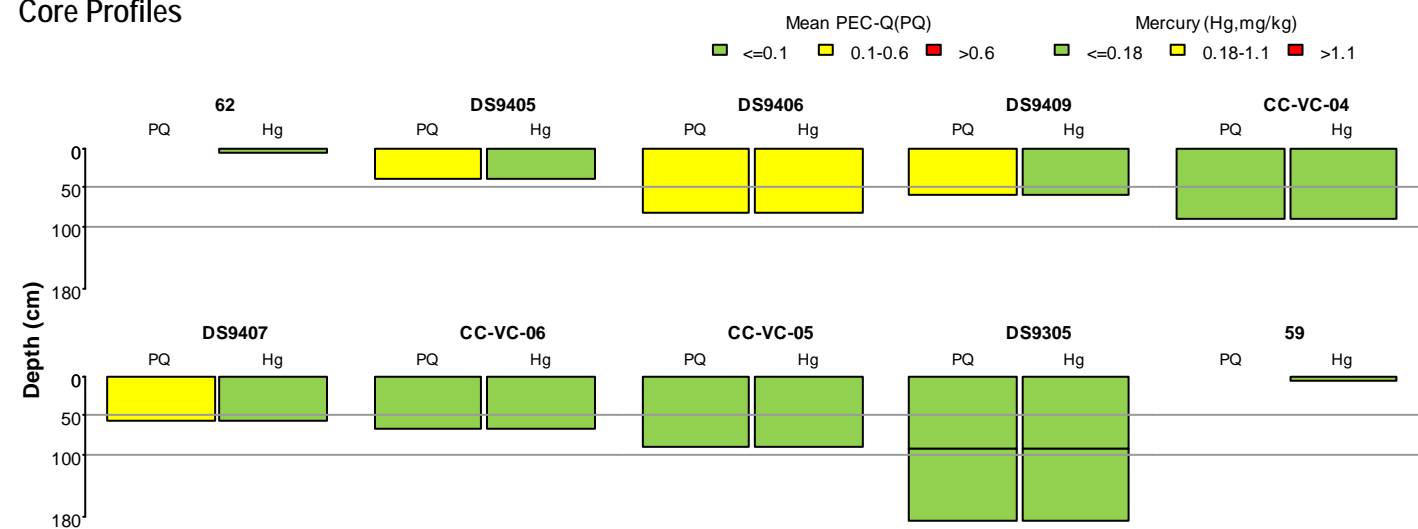 Core Profiles
Mean PEC-Q(PQ) Mercury (Hg,mg/kg)
<=0.1 0.1-0.6 >0.6 <=0.18 0.18-1.1 >1.1
62 DS9405 DS9406 DS9409 CC-VC-04
PQ Hg PQ Hg PQ Hg PQ Hg PQ Hg
0
50
100
180
Depth (cm)
DS9407 CC-VC-06 CC-VC-05 DS9305 59
PQ Hg PQ Hg PQ Hg PQ Hg PQ Hg
0
50
100
180